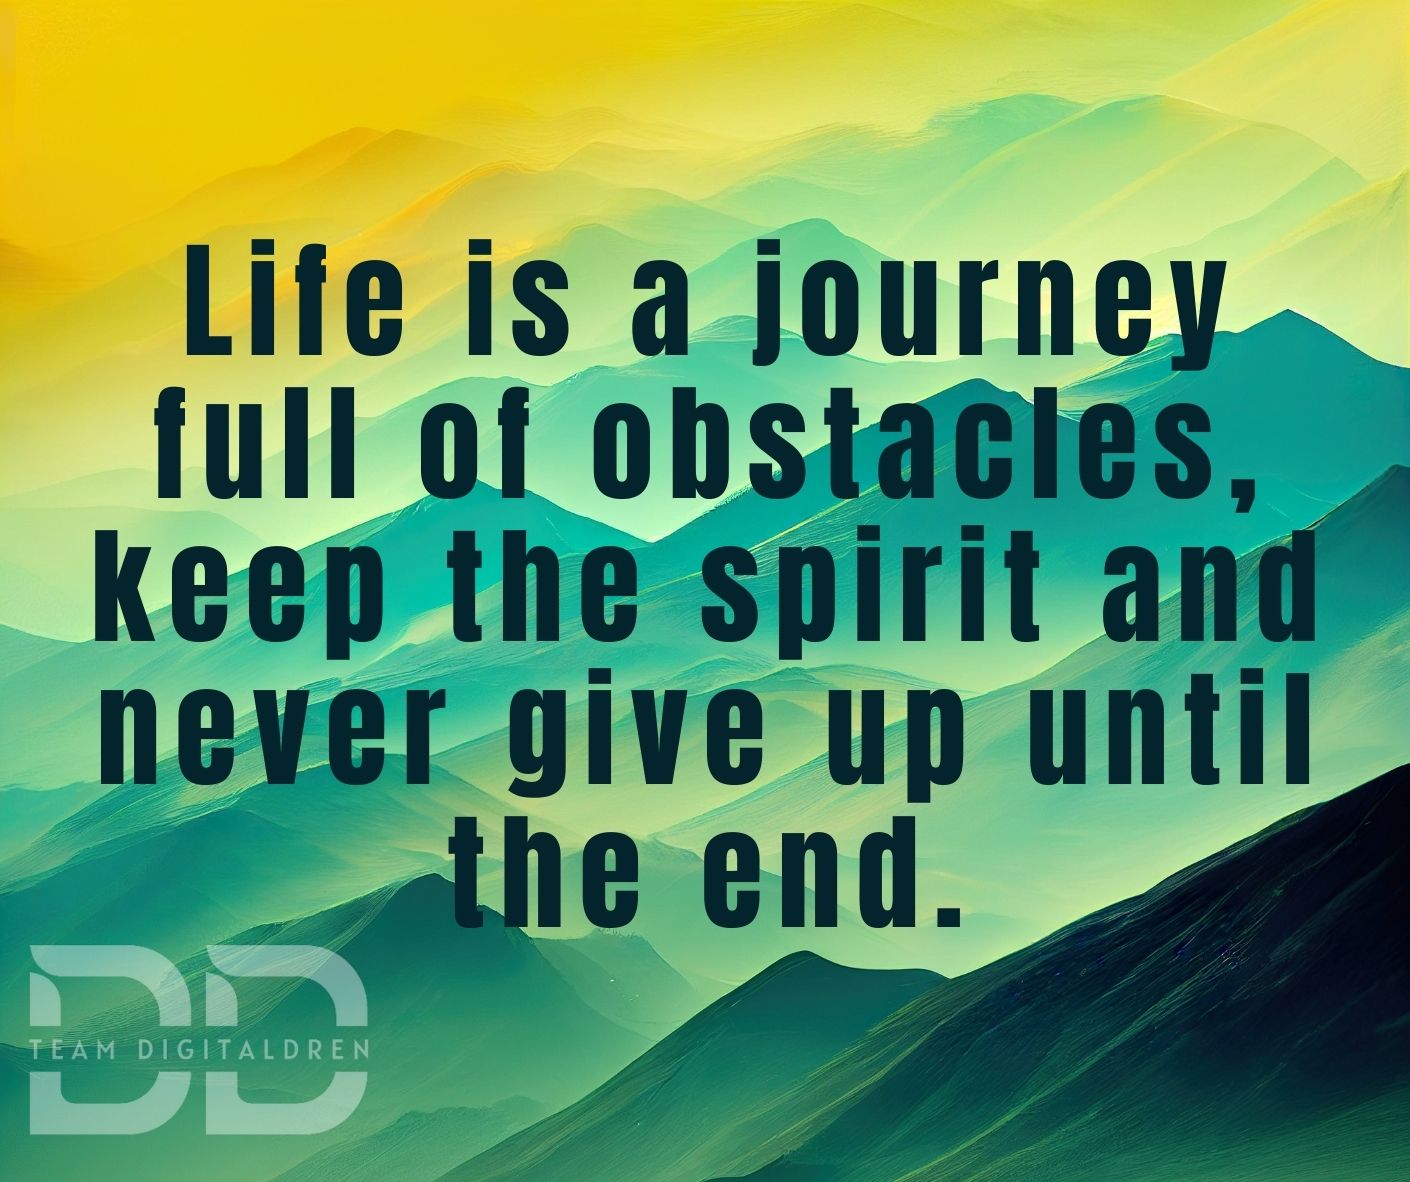 Life is a journey
full of obstacles,
keep the spirit and
never give up until
the end.
DD
TEAM DIGITALDREN